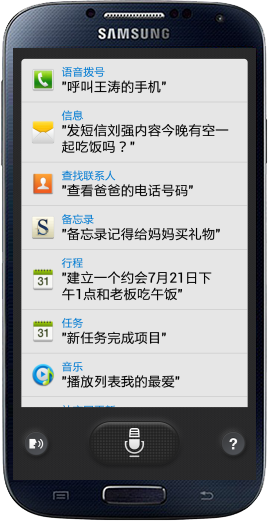 SAMSUNG
语音拨号
"呼叫王涛的手机"
信息
"发短信刘强内容今晚有空一
起吃饭吗？"
查找联系人
"查看爸爸的电话号码"
备忘录
S
"备忘录记得给妈妈买礼物"
行程
31
"建立一个约会7月21日下
午1点和老板吃午饭"
任务
31
"新任务完成项目"
音乐
"播放列表我的最爱"
?